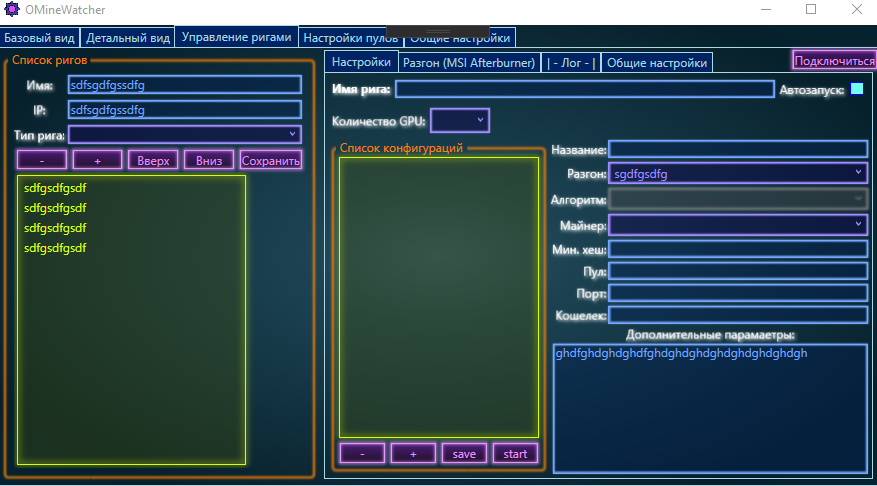 OMineWatcher
Базовый вид Детальный вид Управление ригами Настройки пулов Общие настройки
Список ригов
Имя: sdfsgdfgssdfg
IP: sdfsgdfgssdfg
Тип рига:
- + Вверх Вниз Сохранить
sdfgsdfgsdf
sdfgsdfgsdf
sdfgsdfgsdf
sdfgsdfgsdf
Настройки Разгон (MSI Afterburner) | - Лог - | Общие настройки Подключиться
Имя рига: Автозапуск:
Количество GPU:
Список конфигураций
- + save start
Название:
Разгон: sgdfgsdfg
Алгоритм:
Майнер:
Мин. хеш:
Пул:
Порт:
Кошелек:
Дополнительные парамаетры:
ghdfghdghdghdfghdghdghdghdghdghdghdgh